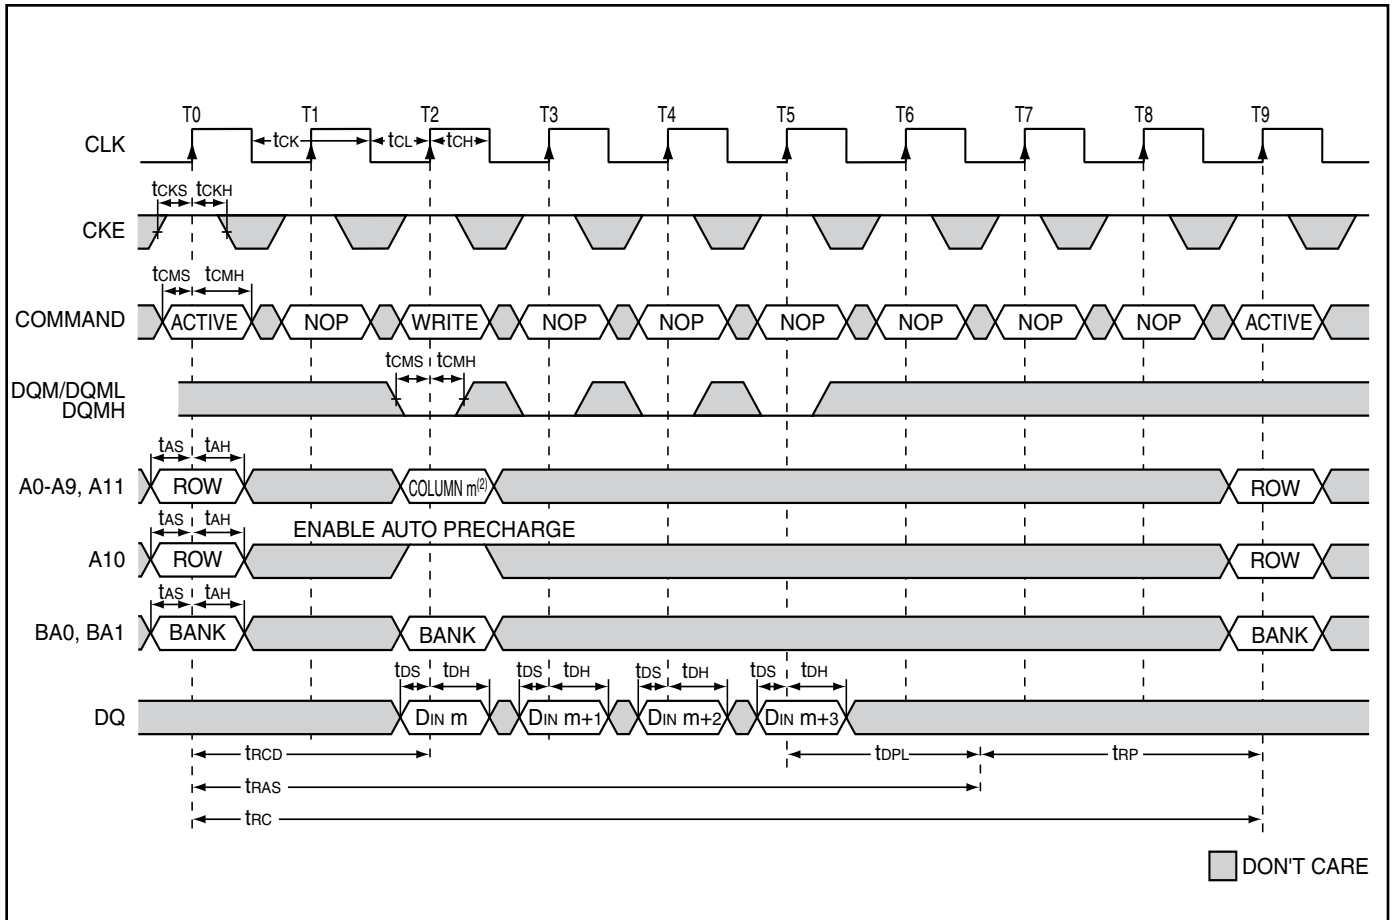 T0 T1 T2 T3 T4 T5 T6 T7 T8 T9
CLK tCK tCL tCH
tCKS tCKH
CKE
tCMS tCMH
COMMAND ACTIVE NOP WRITE NOP NOP NOP NOP NOP NOP ACTIVE
tCMS tCMH
DQM/DQML
DQMH
tAS tAH
A0-A9, A11 ROW COLUMN m(2) ROW
tAS tAH ENABLE AUTO PRECHARGE
A10 ROW ROW
tAS tAH
BA0, BA1 BANK BANK BANK
tDS tDH tDS tDH tDS tDH tDS tDH
DQ DIN m DIN m+1 DIN m+2 DIN m+3
tRCD tDPL tRP
tRAS
tRC
DON'T CARE